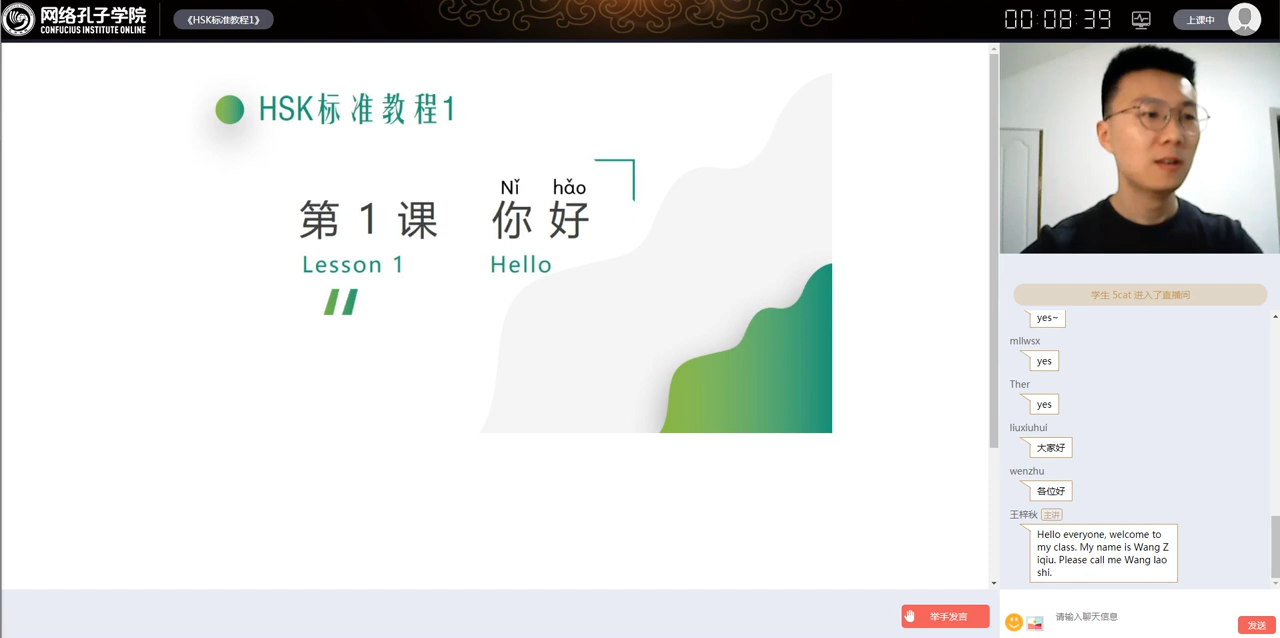 网络孔子学院
CONFUCIUS INSTITUTE ONLINE
《HSK标准教程1》
00:08:39
上课中
HSK标准教程1
Nǐ hǎo
第 1 课 你 好
Lesson 1 Hello
学生 5cat 进入了直播间
yes~
mllwsx
yes
Ther
yes
liuxiuhui
大家好
wenzhu
各位好
王梓秋 主讲
Hello everyone, welcome to
my class. My name is Wang Z
iqiu. Please call me Wang lao
shi.
举手发言
请输入聊天信息
发送